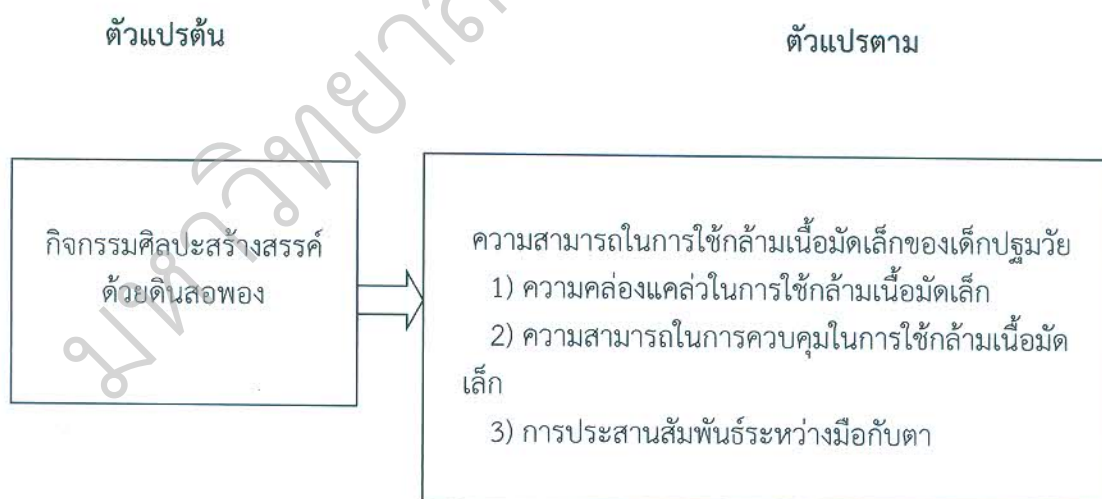 ตัวแปรต้น
ตัวแปรตาม
กิจกรรมศิลปะสร้างสรรค์
ด้วยดินสอพอง
ความสามารถในการใช้กล้ามเนื้อมัดเล็กของเด็กปฐมวัย
1) ความคล่องแคล่วในการใช้กล้ามเนื้อมัดเล็ก
2) ความสามารถในการควบคุมในการใช้กล้ามเนื้อมัด
เล็ก
3) การประสานสัมพันธ์ระหว่างมือกับตา